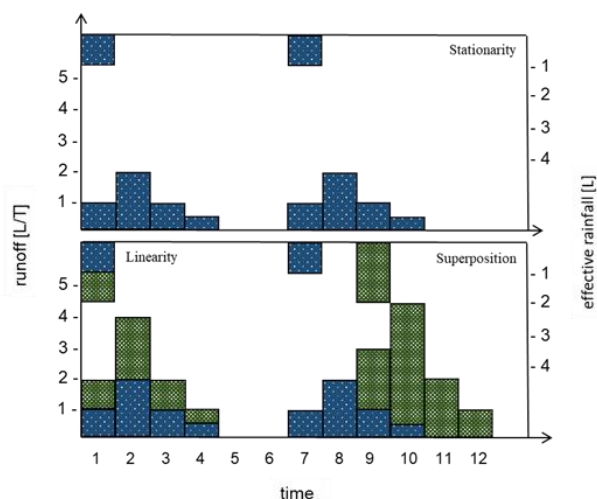 Stationarity
5 -
4 -
3 -
2 -
1 -
- 1
- 2
- 3
- 4
runoff [L/T]
effective rainfall [L]
Linearity
Superposition
5 -
4 -
3 -
2 -
1 -
- 1
- 2
- 3
- 4
1 2 3 4 5 6 7 8 9 10 11 12
time